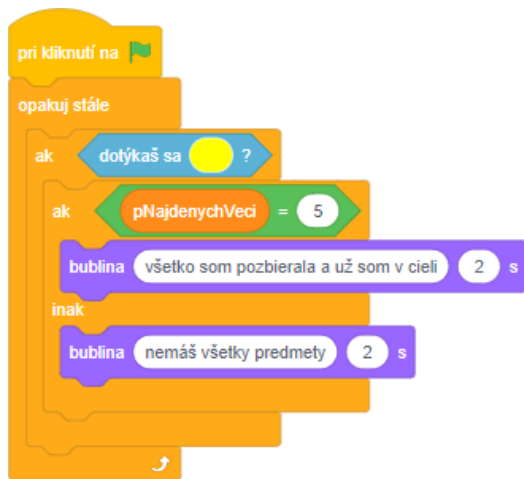 pri kliknutí na
opakuj stále
ak dotýkaš sa ?
ak pNajdenychVeci = 5
bublina všetko som pozbierala a už som v cieli 2 s
inak
bublina nemáš všetky predmety 2 s